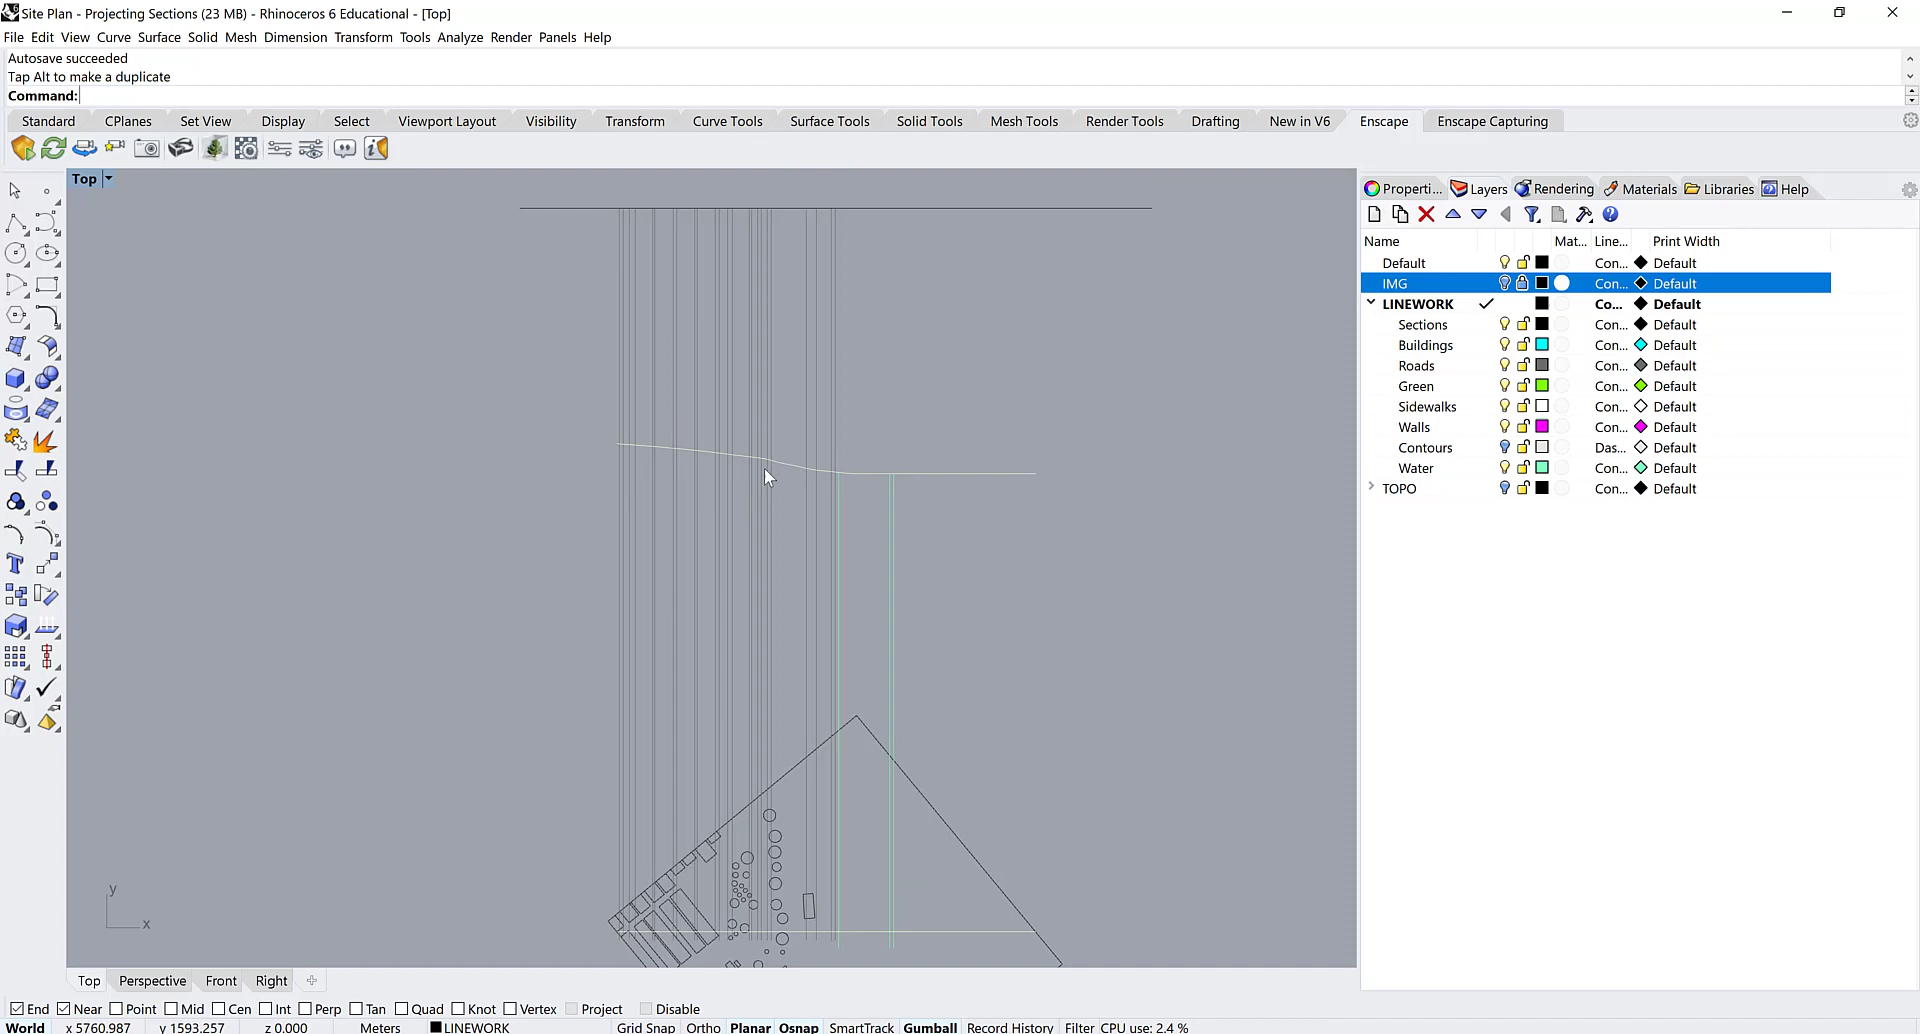 Site Plan - Projecting Sections (23 MB) - Rhinoceros 6 Educational - [Top]
File Edit View Curve Surface Solid Mesh Dimension Transform Tools Analyze Render Panels Help
Autosave succeeded
Tap Alt to make a duplicate
Command:
Standard CPlanes Set View Display Select Viewport Layout Visibility Transform Curve Tools Surface Tools Solid Tools Mesh Tools Render Tools Drafting New in V6 Enscape Enscape Capturing
Top
Properti... Layers Rendering Materials Libraries Help
Name Mat... Line... Print Width
Default Con... Default
IMG Con... Default
LINEWORK Co... Default
Sections Con... Default
Buildings Con... Default
Roads Con... Default
Green Con... Default
Sidewalks Con... Default
Walls Con... Default
Contours Das... Default
Water Con... Default
TOPO Con... Default
y
x
Top Perspective Front Right
End Near Point Mid Cen Int Perp Tan Quad Knot Vertex Project Disable
World x 5760.987 y 1593.257 z 0.000 Meters LINEWORK Grid Snap Ortho Planar Osnap SmartTrack Gumball Record History Filter CPU use: 2.4 %